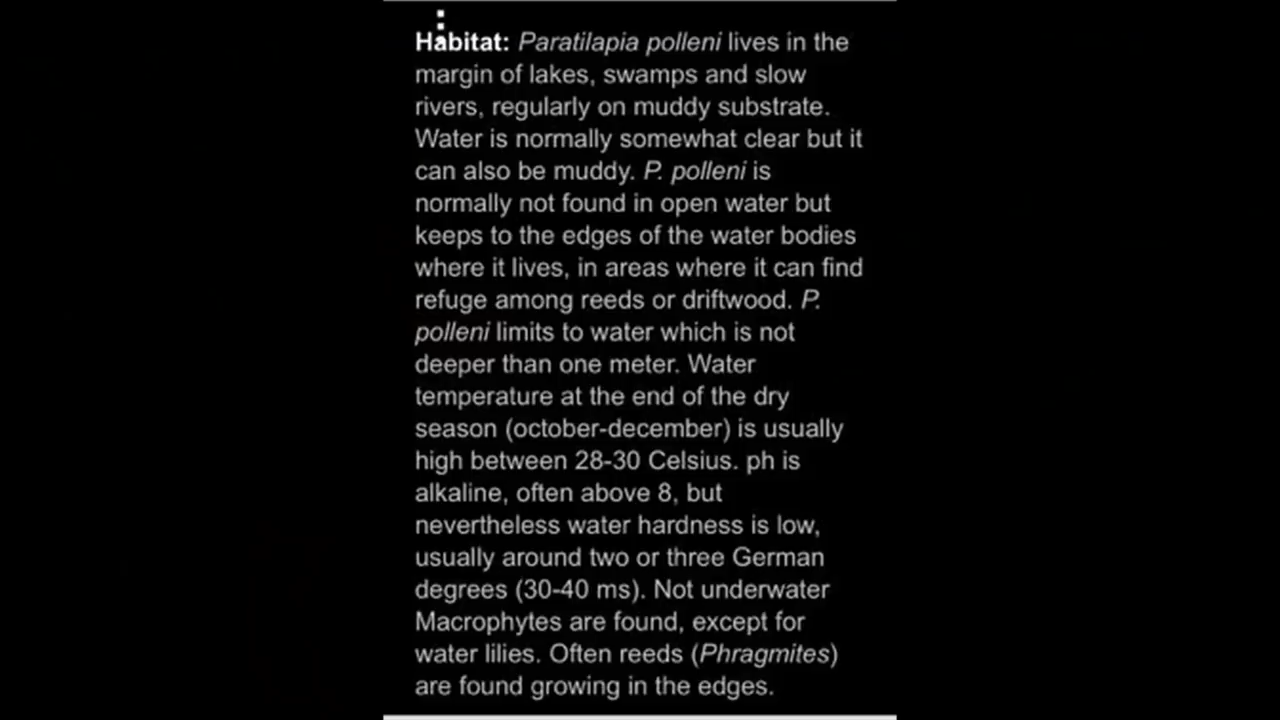 Habitat: Paratilapia polleni lives in the
margin of lakes, swamps and slow
rivers, regularly on muddy substrate.
Water is normally somewhat clear but it
can also be muddy. P. polleni is
normally not found in open water but
keeps to the edges of the water bodies
where it lives, in areas where it can find
refuge among reeds or driftwood. P.
polleni limits to water which is not
deeper than one meter. Water
temperature at the end of the dry
season (october-december) is usually
high between 28-30 Celsius. ph is
alkaline, often above 8, but
nevertheless water hardness is low,
usually around two or three German
degrees (30-40 ms). Not underwater
Macrophytes are found, except for
water lilies. Often reeds (Phragmites)
are found growing in the edges.